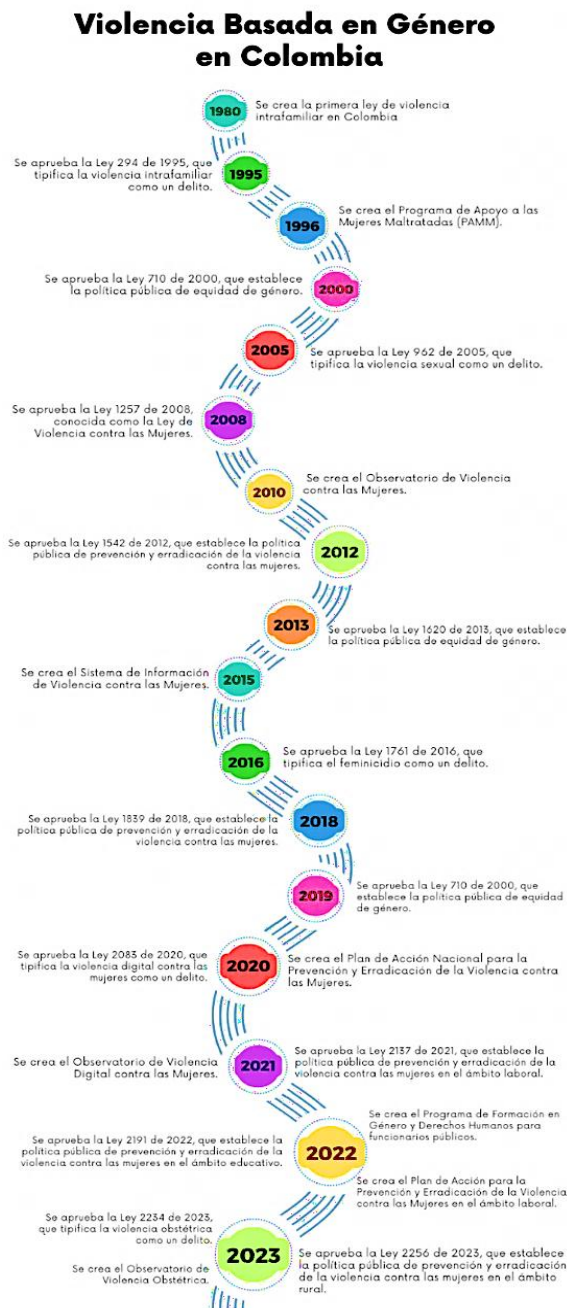 Violencia Basada en Género
en Colombia
1980
Se crea la primera ley de violencia
intrafamiliar en Colombia
Se aprueba la Ley 294 de 1995, que
tipifica la violencia intrafamiliar
como un delito.
1995
1996
Se crea el Programa de Apoyo a las
Mujeres Maltratadas (PAMM).
Se aprueba la Ley 710 de 2000, que establece
la política pública de equidad de género.
2000
2005
Se aprueba la Ley 962 de 2005, que
tipifica la violencia sexual como un delito.
Se aprueba la Ley 1257 de 2008,
conocida como la Ley de
Violencia contra las Mujeres.
2008
2010
Se crea el Observatorio de Violencia
contra las Mujeres.
Se aprueba la Ley 1542 de 2012, que establece la política
pública de prevención y erradicación de la violencia
contra las mujeres.
2012
2013
Se aprueba la Ley 1620 de 2013, que establece
la política pública de equidad de género.
Se crea el Sistema de Información
de Violencia contra las Mujeres.
2015
2016
Se aprueba la Ley 1761 de 2016, que
tipifica el feminicidio como un delito.
Se aprueba la Ley 1839 de 2018, que establece la
política pública de prevención y erradicación de la
violencia contra las mujeres.
2018
2019
Se aprueba la Ley 710 de 2000, que
establece la política pública de equidad
de género.
Se aprueba la Ley 2083 de 2020, que
tipifica la violencia digital contra las
mujeres como un delito.
2020
Se crea el Plan de Acción Nacional para la
Prevención y Erradicación de la Violencia contra
las Mujeres.
Se crea el Observatorio de Violencia
Digital contra las Mujeres.
2021
Se aprueba la Ley 2137 de 2021, que establece la
política pública de prevención y erradicación de la
violencia contra las mujeres en el ámbito laboral.
Se aprueba la Ley 2191 de 2022, que establece la
política pública de prevención y erradicación de la
violencia contra las mujeres en el ámbito educativo.
2022
Se crea el Programa de Formación en
Género y Derechos Humanos para
funcionarios públicos.
Se crea el Plan de Acción para la
Prevención y Erradicación de la Violencia
contra las Mujeres en el ámbito laboral.
Se aprueba la Ley 2234 de 2023,
que tipifica la violencia obstétrica
como un delito.
Se crea el Observatorio de
Violencia Obstétrica.
2023
Se aprueba la Ley 2256 de 2023, que establece
la política pública de prevención y erradicación
de la violencia contra las mujeres en el ámbito
rural.